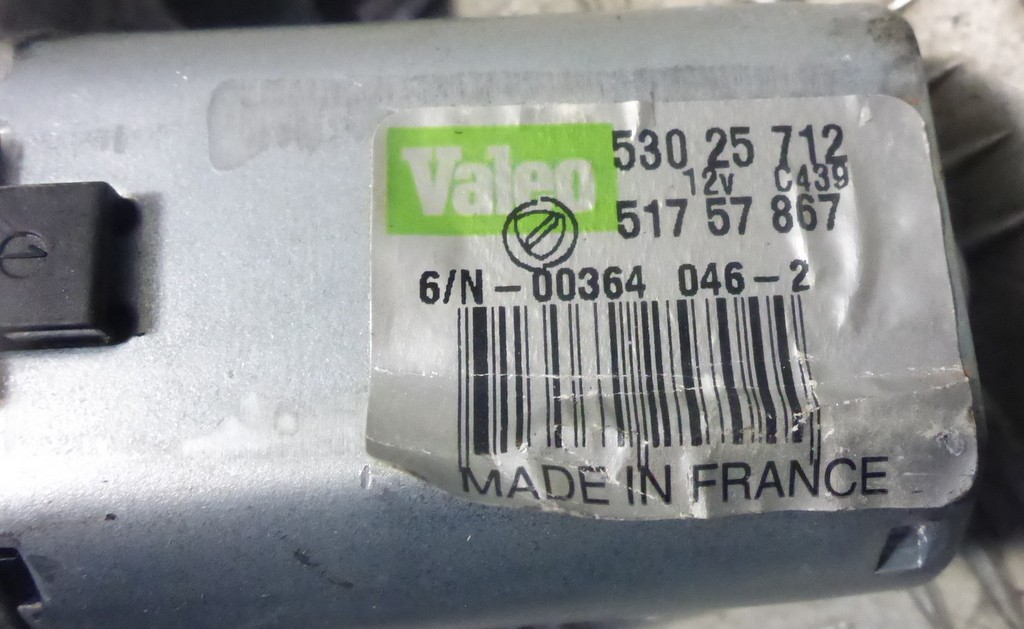 Valeo 530 25 712
12v C439
517 57 867
6/N-00364 046-2
MADE IN FRANCE